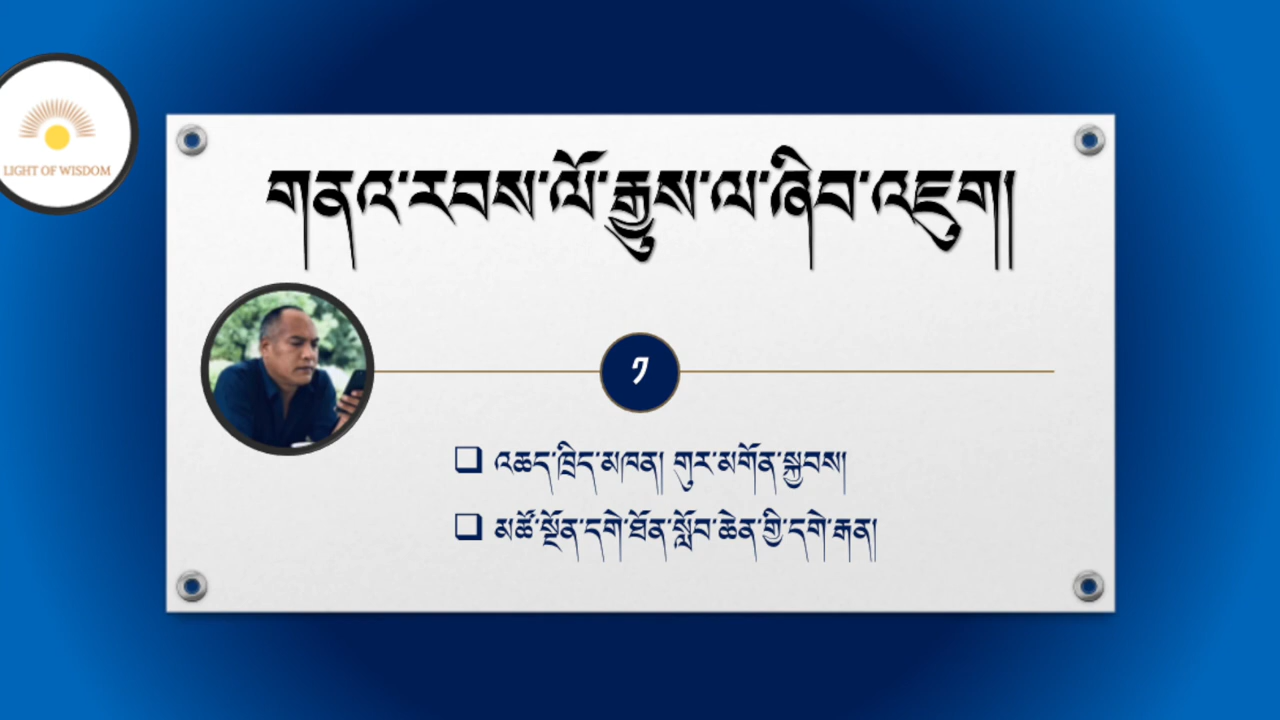 LIGHT OF WISDOM
གནའ་རབས་ལོ་རྒྱུས་ལ་ཞིབ་འཇུག།
༡
འཆད་ཁྲིད་མཁན། གུར་མགོན་སྐྱབས།
མཚོ་སྔོན་དགེ་ཐོན་སློབ་ཆེན་གྱི་དགེ་རྒན།